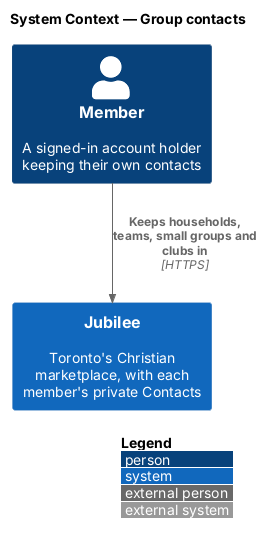 System Context — Group contacts
Member
A signed-in account holder
keeping their own contacts
Keeps households,
teams, small groups and
clubs in
[HTTPS]
Jubilee
Toronto's Christian
marketplace, with each
member's private Contacts
Legend
person
system
external person
external system